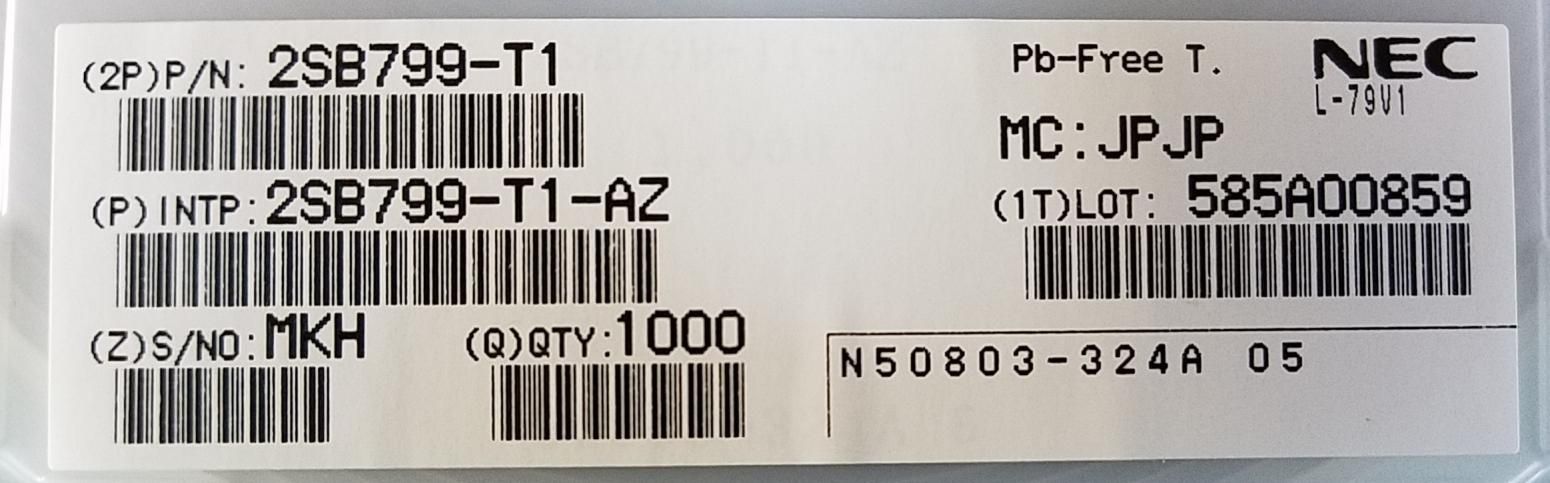 (2P)P/N: 2SB799-T1
Pb-Free T.
NEC
L-79V1
MC:JPJP
(P)INTP:2SB799-T1-AZ
(1T)LOT: 585A00859
(Z)S/NO:MKH
(Q)QTY:1000
N50803-324A 05